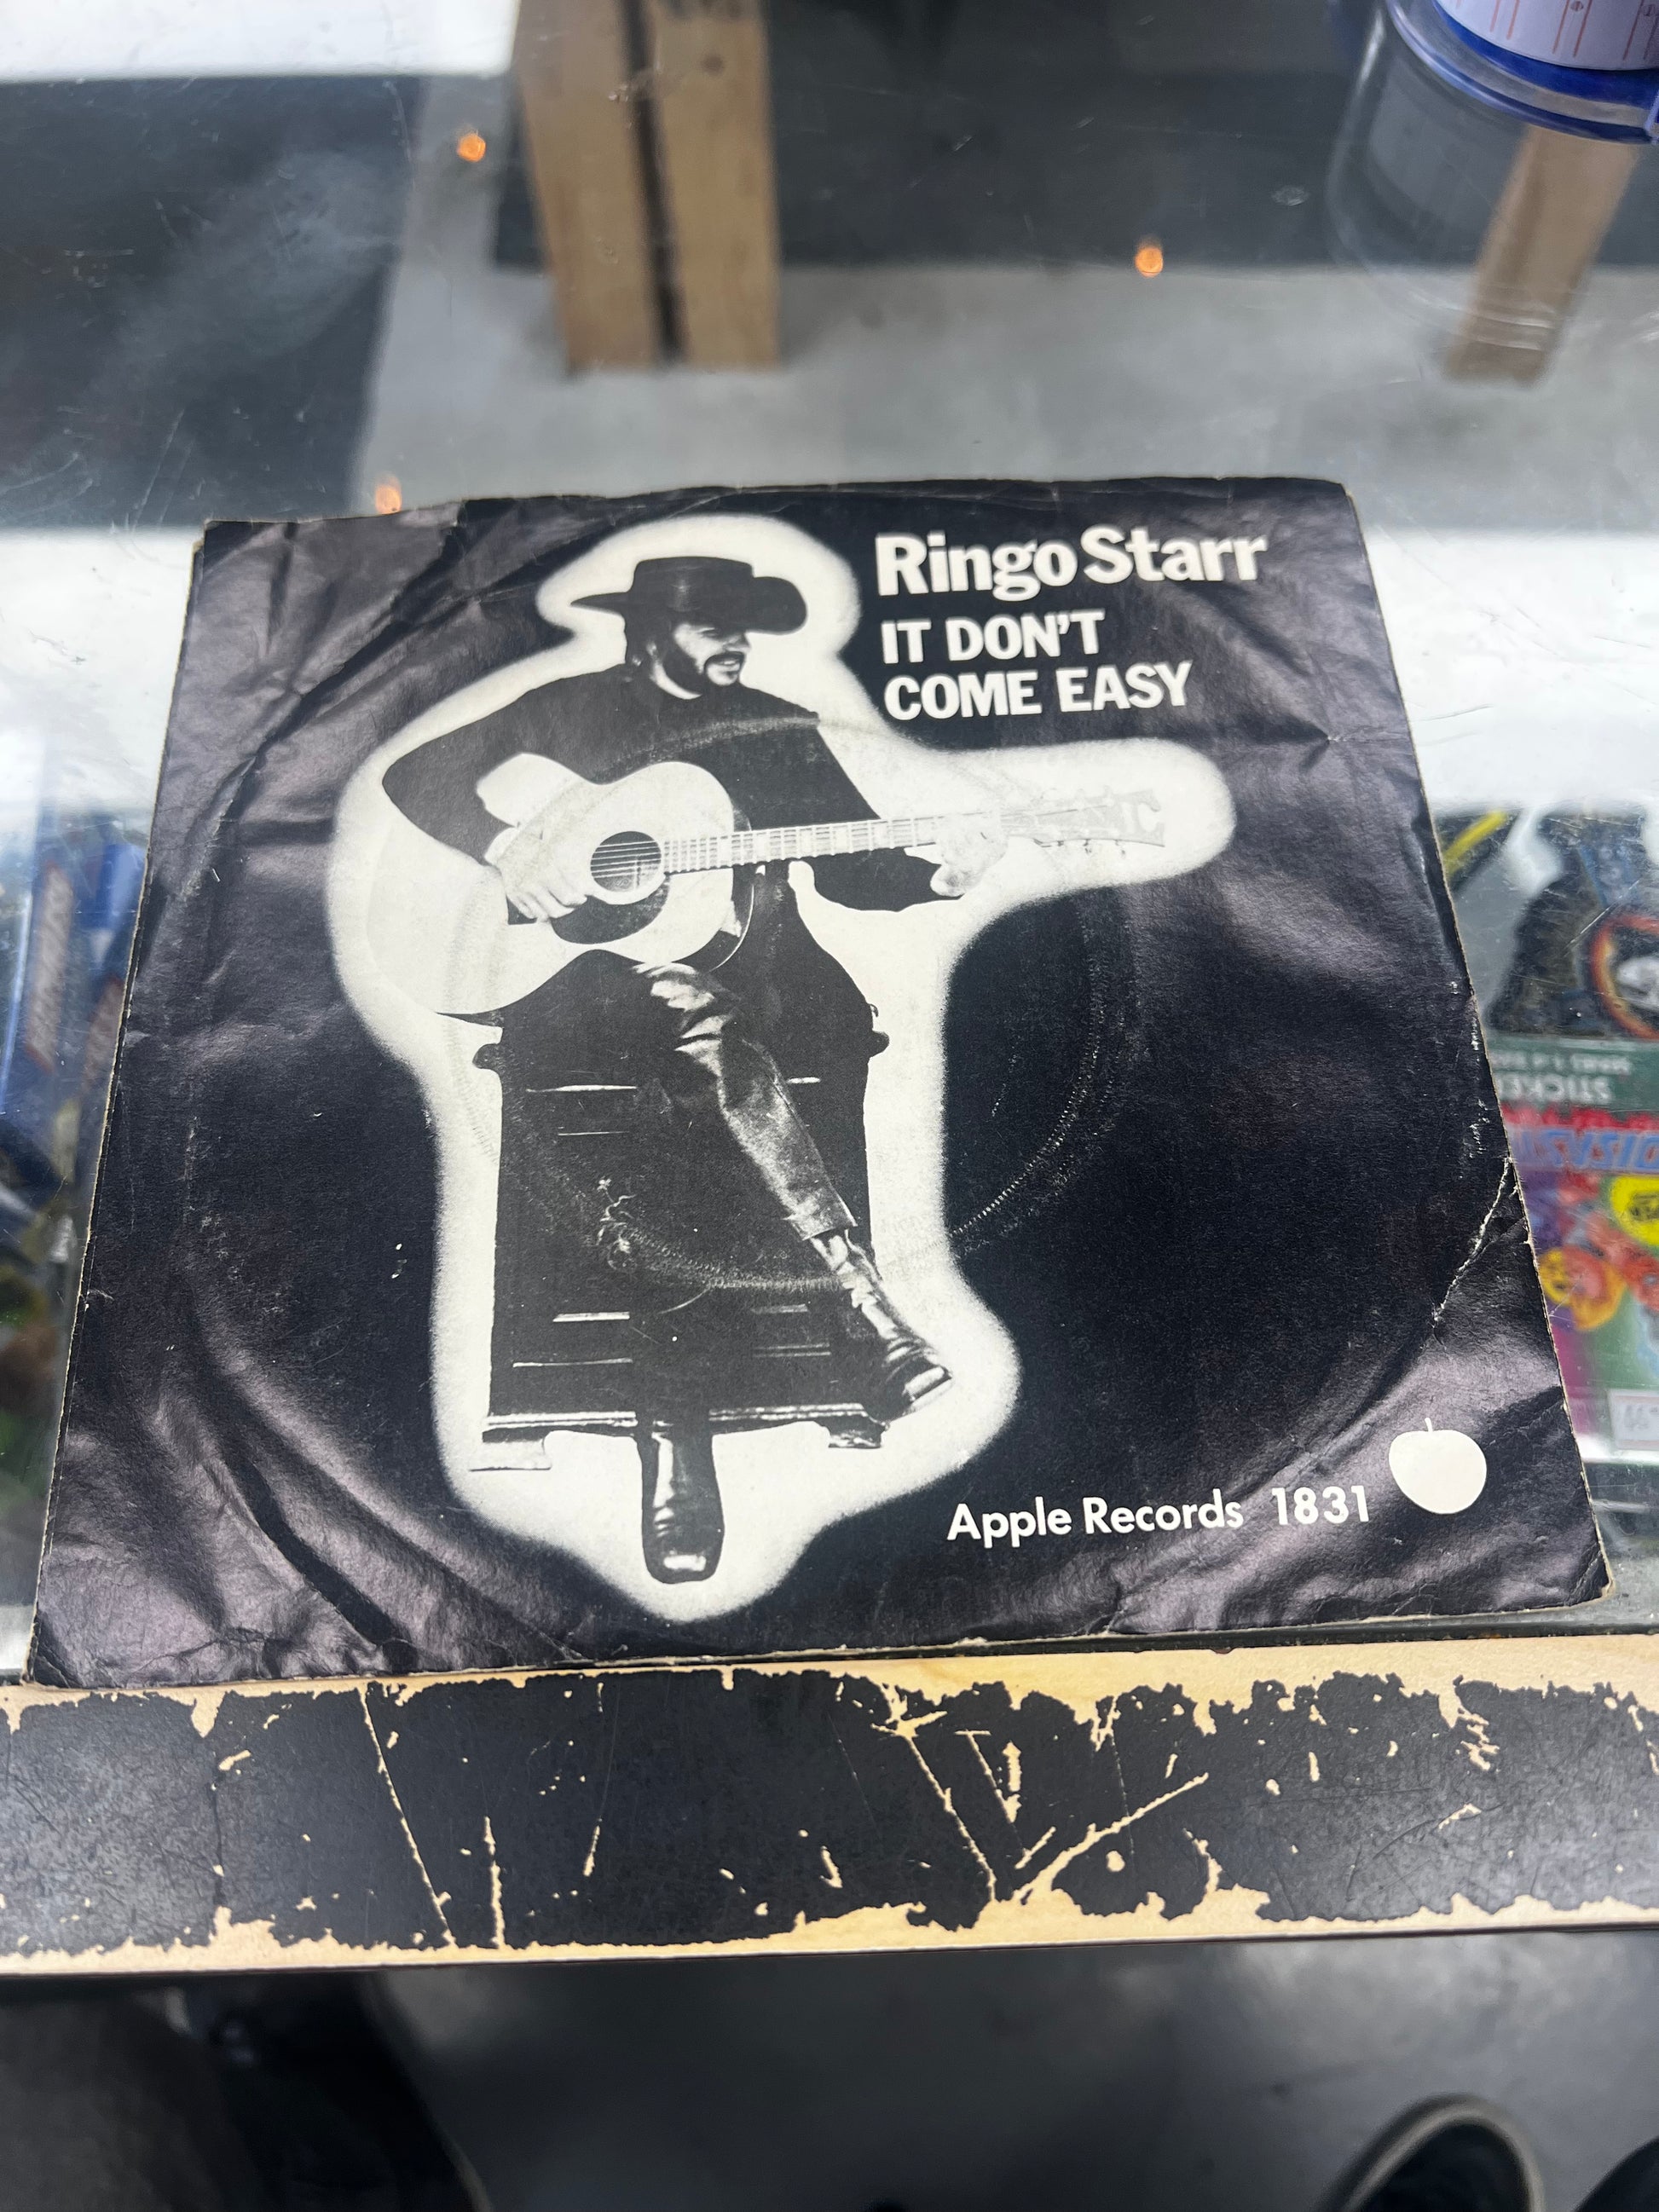 Ringo Starr
IT DON'T
COME EASY
Apple Records 1831